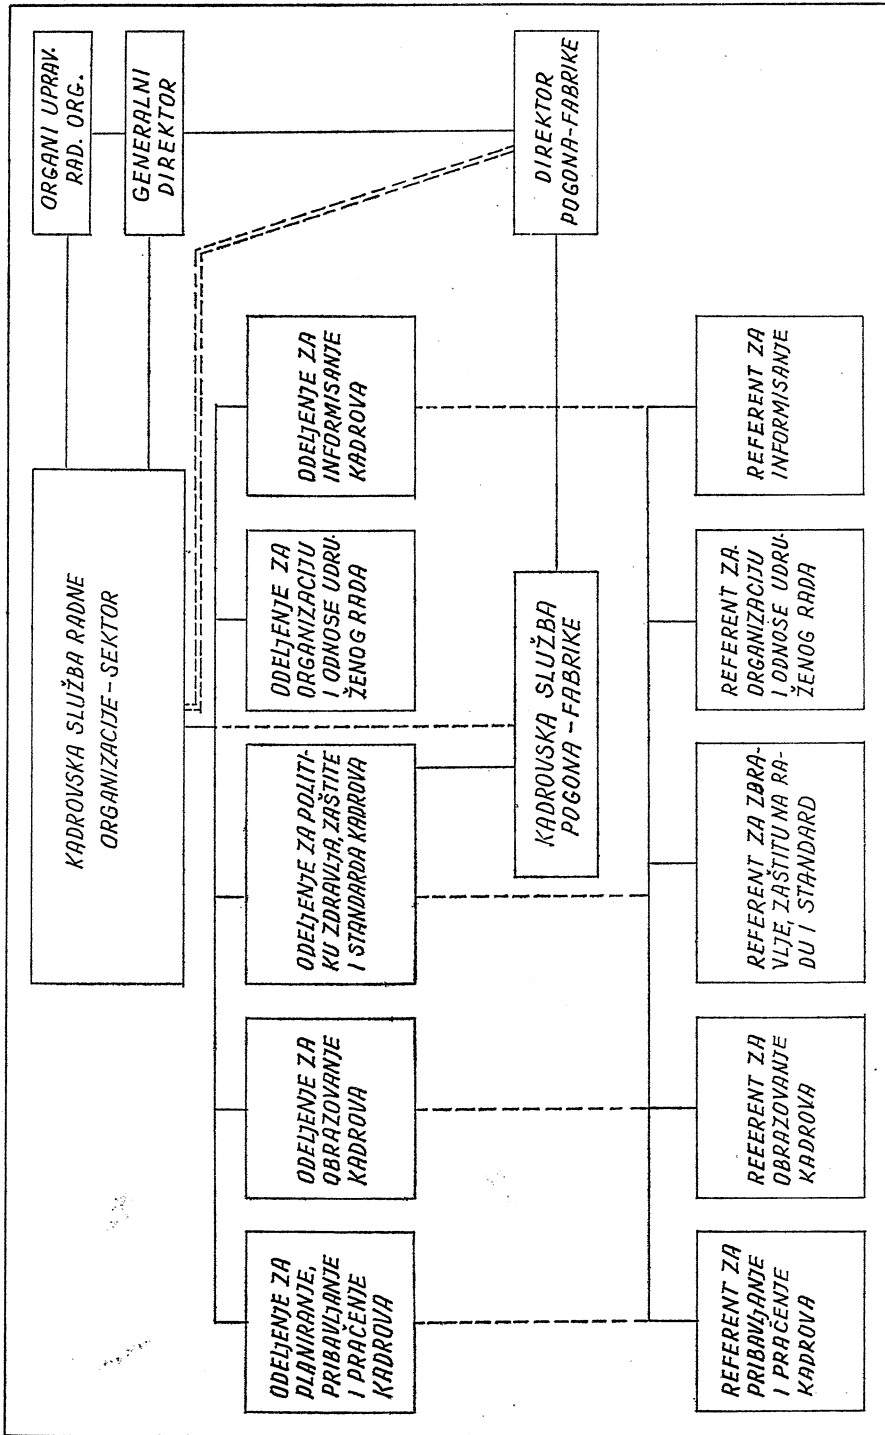 ORGANI UPRAV.
RAD. ORG.
GENERALNI
DIREKTOR
DIREKTOR
POGONA-FABRIKE
KADROVSKA SLUŽBA RADNE
ORGANIZACIJE-SEKTOR
ODELJENJE ZA
PLANIRANJE,
PRIBAVLJANJE
I PRAČENJE
KADROVA
ODELJENJE ZA
OBRAZOVANJE
KADROVA
ODELJENJE ZA POLITI-
KU ZDRAVLJA, ZAŠTITE
I STANDARDA KADROVA
ODELJENJE ZA
ORGANIZACIJU
I ODNOSE UDRU-
ŽENOG RADA
ODELJENJE ZA
INFORMISANJE
KADROVA
KADROVSKA SLUŽBA
POGONA-FABRIKE
REFERENT ZA
PRIBAVLJANJE
I PRAČENJE
KADROVA
REFERENT ZA
OBRAZOVANJE
KADROVA
REFERENT ZA ZDRA-
VLJE, ZAŠTITU NA RA-
DU I STANDARD
REFERENT ZA
ORGANIZACIJU
I ODNOSE UDRU-
ŽENOG RADA
REFERENT ZA
INFORMISANJE